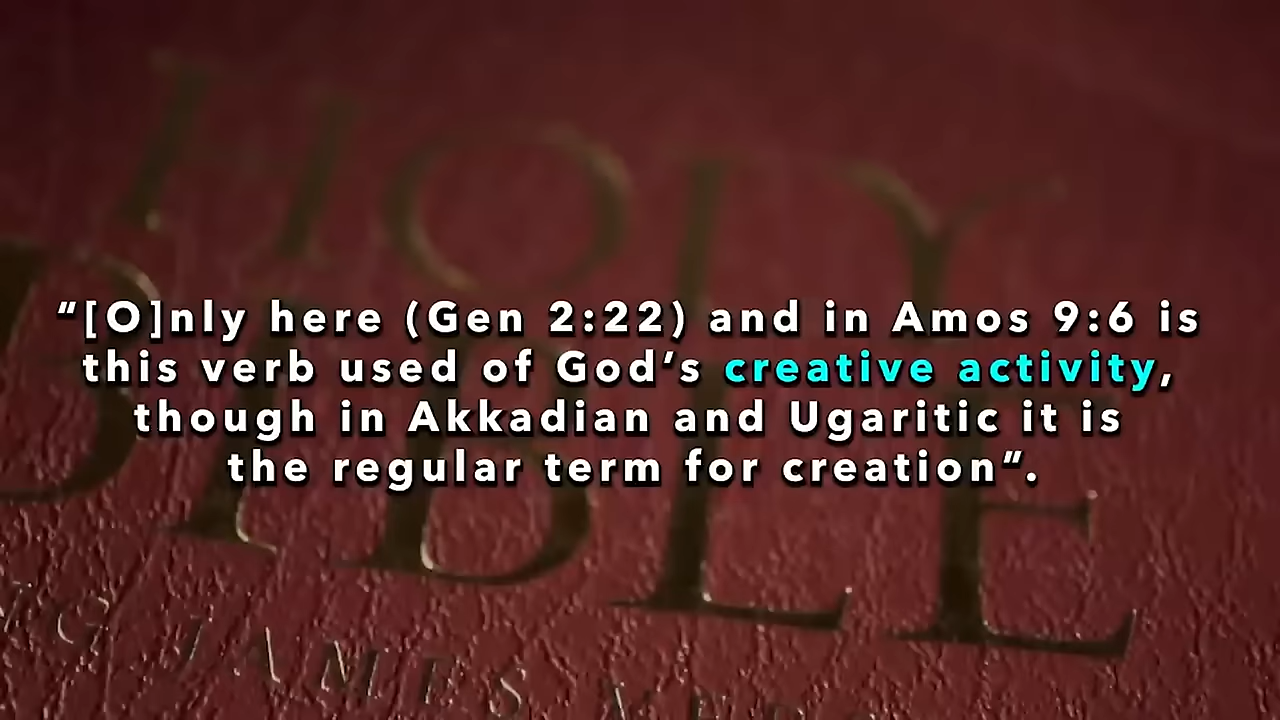 HOLY
BIBLE
“[O]nly here (Gen 2:22) and in Amos 9:6 is
this verb used of God’s creative activity,
though in Akkadian and Ugaritic it is
the regular term for creation”.
JAMES